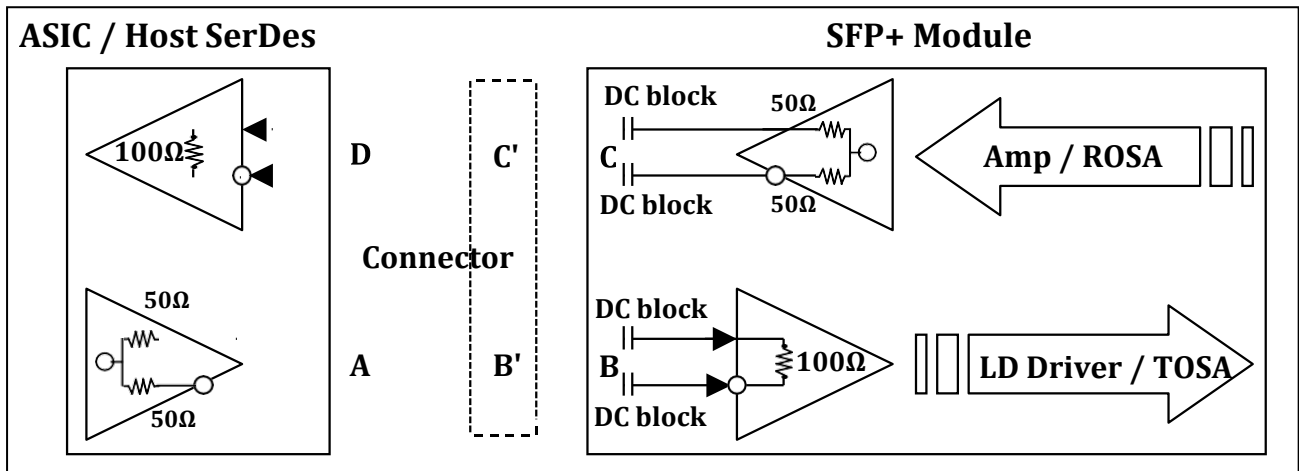 ASIC / Host SerDes
SFP+ Module
DC block
50Ω
100Ω
D
C'
C
Amp / ROSA
DC block
50Ω
Connector
50Ω
DC block
A
B'
B
100Ω
LD Driver / TOSA
50Ω
DC block